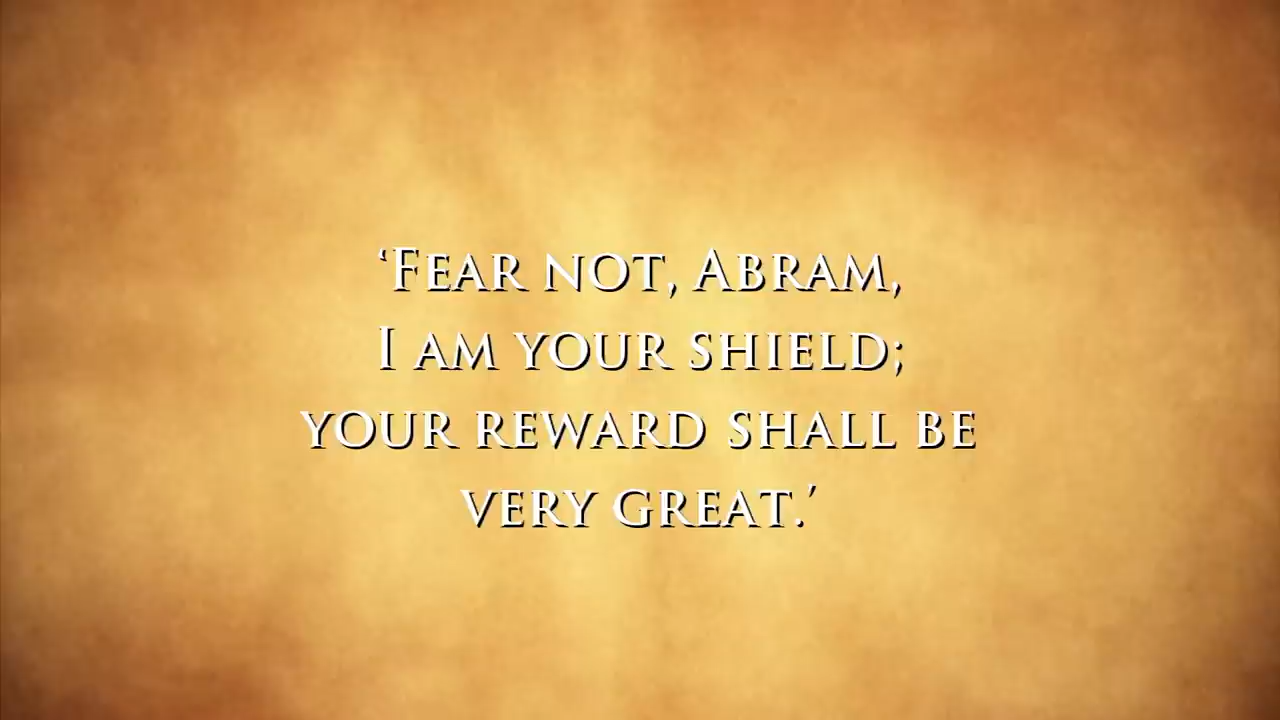 ‘Fear not, Abram,
I am your shield;
your reward shall be
very great.’